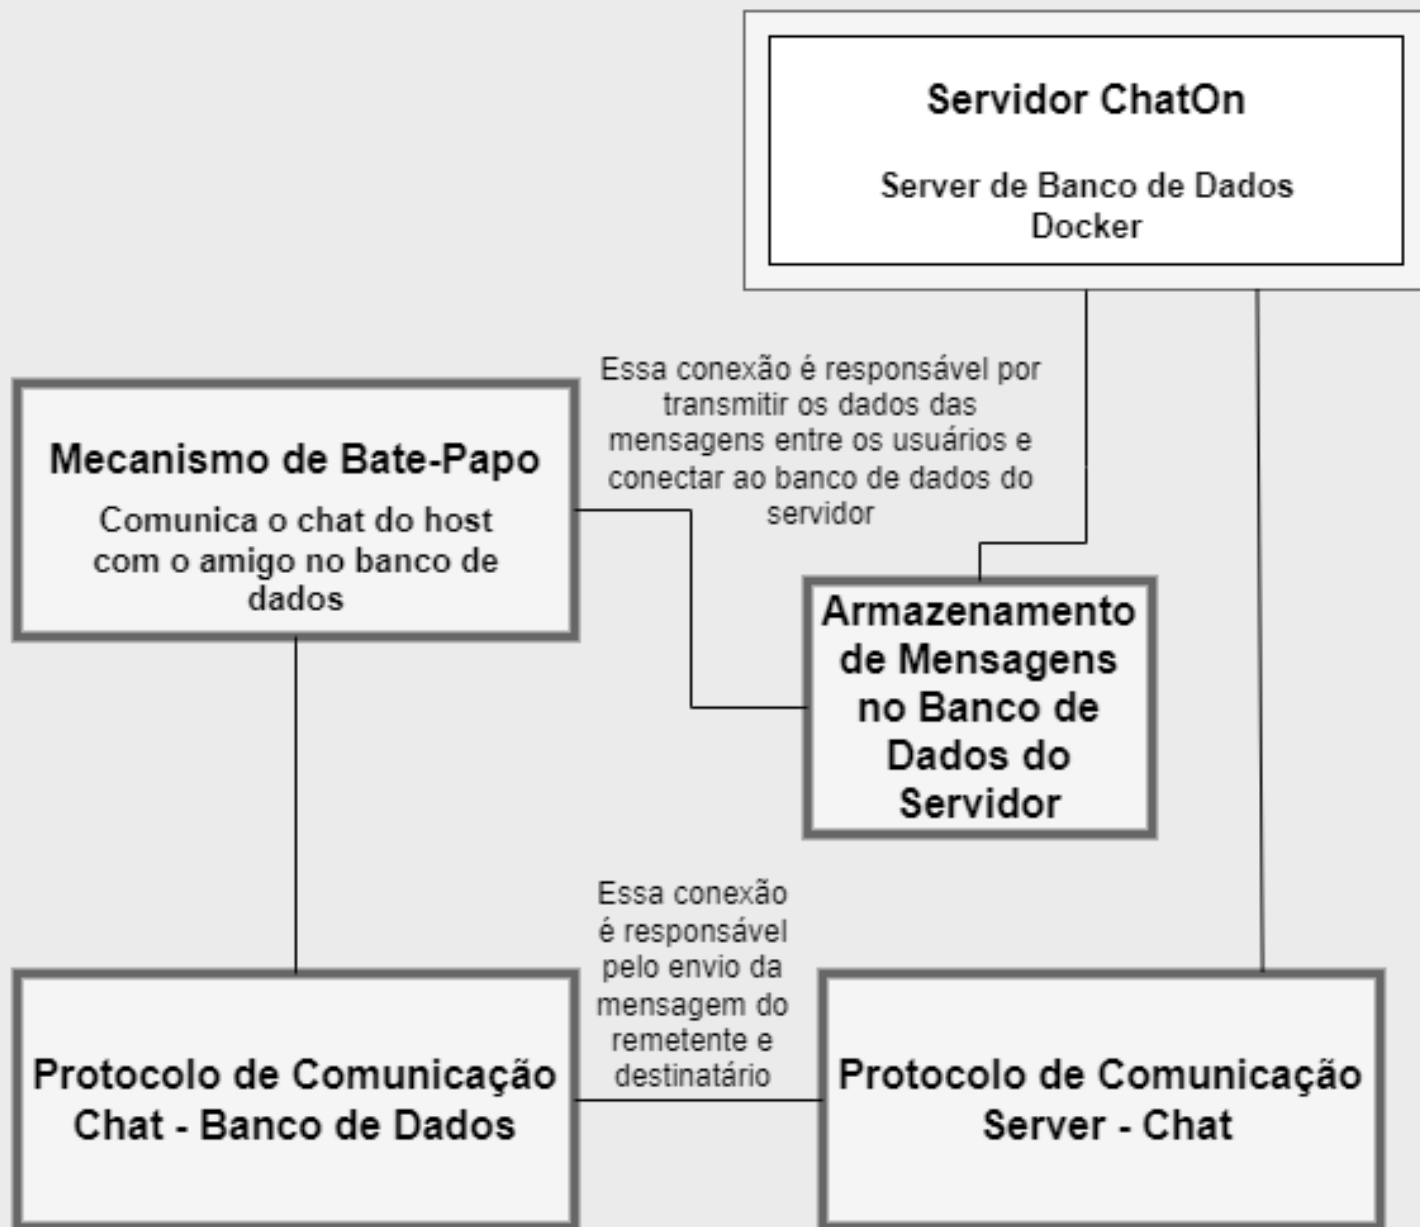 Servidor ChatOn
Server de Banco de Dados
Docker
Essa conexão é responsável por
transmitir os dados das
mensagens entre os usuários e
conectar ao banco de dados do
servidor
Mecanismo de Bate-Papo
Comunica o chat do host
com o amigo no banco de
dados
Armazenamento
de Mensagens
no Banco de
Dados do
Servidor
Essa conexão
é responsável
pelo envio da
mensagem do
remetente e
destinatário
Protocolo de Comunicação
Chat - Banco de Dados
Protocolo de Comunicação
Server - Chat